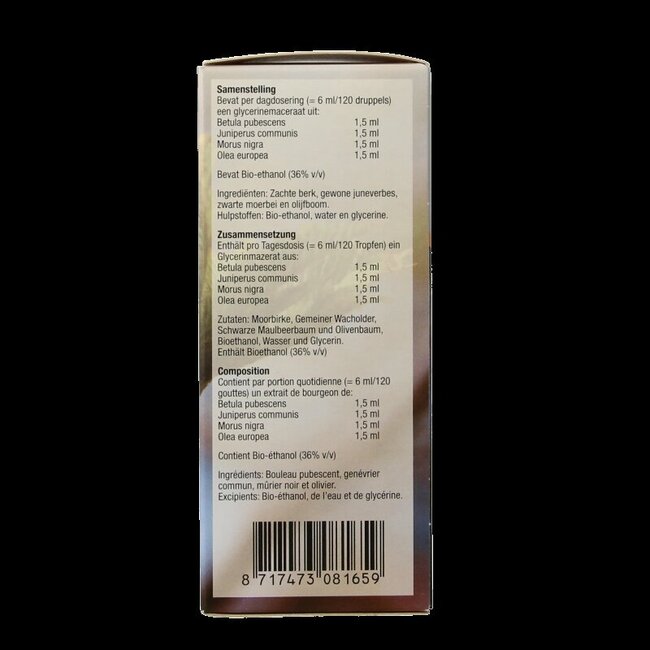 Samenstelling
Bevat per dagdosering (= 6 ml/120 druppels)
een glycerinemaceraat uit:
Betula pubescens 1,5 ml
Juniperus communis 1,5 ml
Morus nigra 1,5 ml
Olea europea 1,5 ml
Bevat Bio-ethanol (36% v/v)
Ingrediënten: Zachte berk, gewone juneverbes,
zwarte moerbei en olijfboom.
Hulpstoffen: Bio-ethanol, water en glycerine.
Zusammensetzung
Enthält pro Tagesdosis (= 6 ml/120 Tropfen) ein
Glycerinmazerat aus:
Betula pubescens 1,5 ml
Juniperus communis 1,5 ml
Morus nigra 1,5 ml
Olea europea 1,5 ml
Zutaten: Moorbirke, Gemeiner Wacholder,
Schwarze Maulbeerbaum und Olivenbaum,
Bioethanol, Wasser und Glycerin.
Enthält Bioethanol (36% v/v)
Composition
Contient par portion quotidienne (= 6 ml/120
gouttes) un extrait de bourgeon de:
Betula pubescens 1,5 ml
Juniperus communis 1,5 ml
Morus nigra 1,5 ml
Olea europea 1,5 ml
Contient Bio-éthanol (36% v/v)
Ingrédients: Bouleau pubescent, genévrier
commun, mûrier noir et olivier.
Excipients: Bio-éthanol, de l'eau et de glycérine.
8 717473 081659